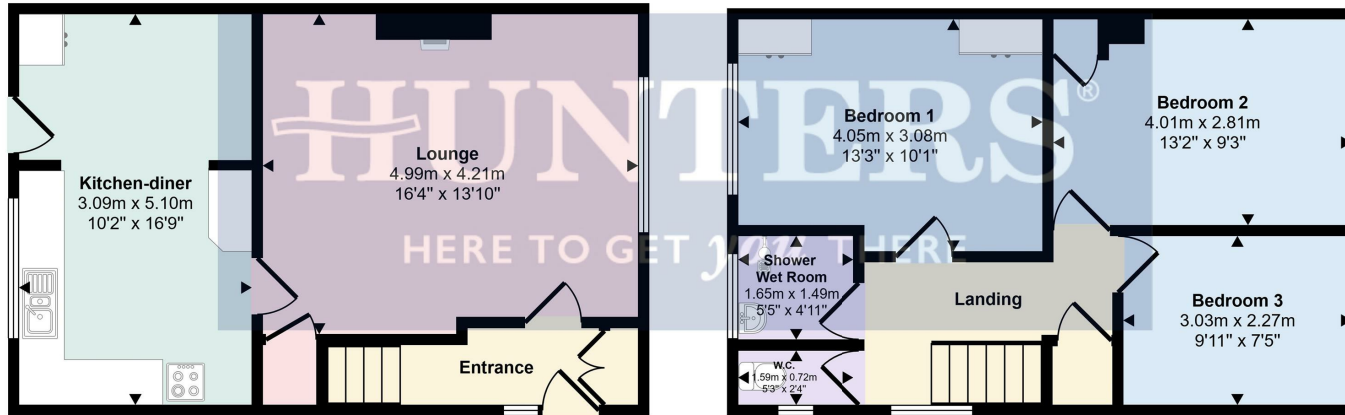 HUNTERS®
HERE TO GET you THERE
Kitchen-diner
3.09m x 5.10m
10'2" x 16'9"
Lounge
4.99m x 4.21m
16'4" x 13'10"
Entrance
Bedroom 1
4.05m x 3.08m
13'3" x 10'1"
Bedroom 2
4.01m x 2.81m
13'2" x 9'3"
Shower
Wet Room
1.65m x 1.49m
5'5" x 4'11"
Landing
Bedroom 3
3.03m x 2.27m
9'11" x 7'5"
W.C.
1.59m x 0.72m
5'3" x 2'4"